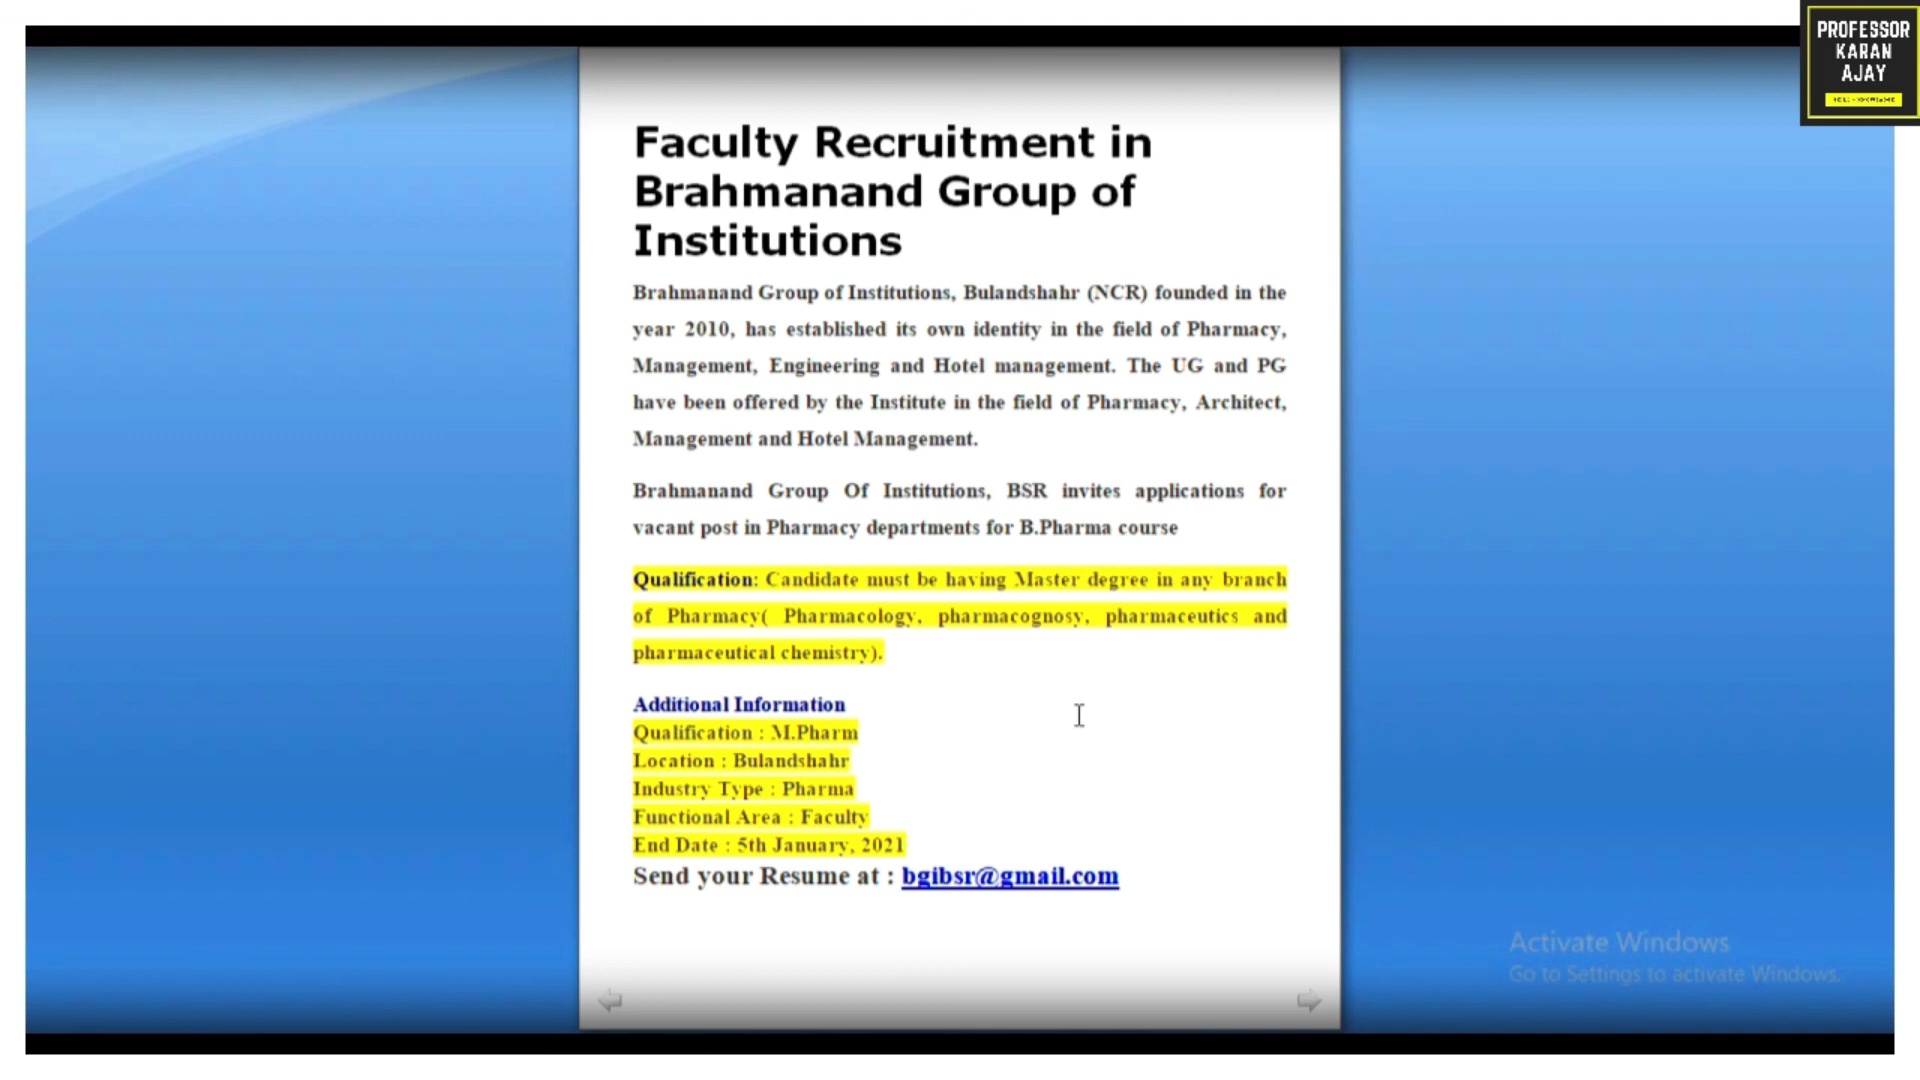 PROFESSOR
KARAN
AJAY
Faculty Recruitment in
Brahmanand Group of
Institutions
Brahmanand Group of Institutions, Bulandshahr (NCR) founded in the
year 2010, has established its own identity in the field of Pharmacy,
Management, Engineering and Hotel management. The UG and PG
have been offered by the Institute in the field of Pharmacy, Architect,
Management and Hotel Management.
Brahmanand Group Of Institutions, BSR invites applications for
vacant post in Pharmacy departments for B.Pharma course
Qualification: Candidate must be having Master degree in any branch
of Pharmacy( Pharmacology, pharmacognosy, pharmaceutics and
pharmaceutical chemistry).
Additional Information
Qualification : M.Pharm
Location : Bulandshahr
Industry Type : Pharma
Functional Area : Faculty
End Date : 5th January, 2021
Send your Resume at : bgibsr@gmail.com
Activate Windows
Go to Settings to activate Windows.